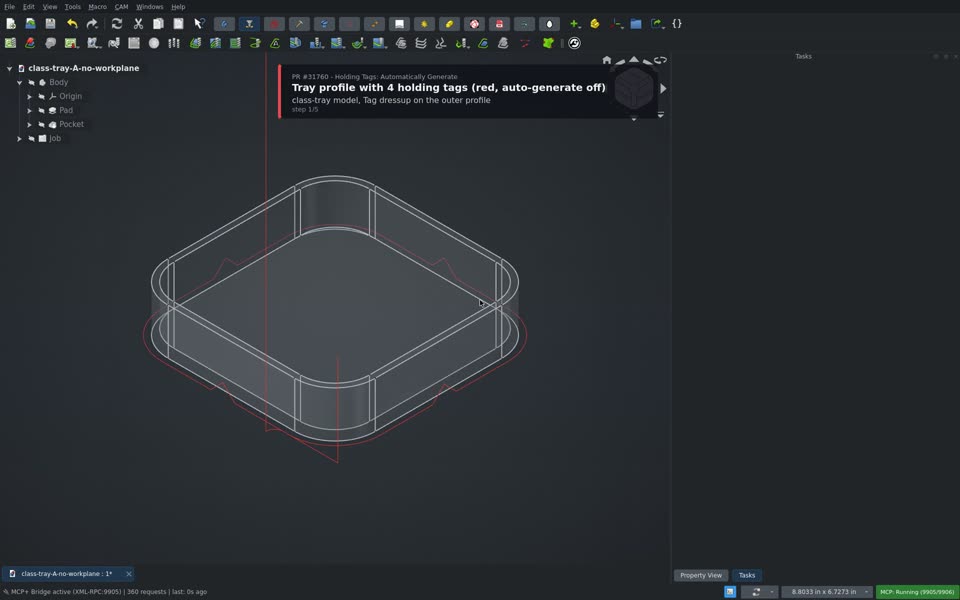 File Edit View Tools Macro CAM Windows Help
Tasks
class-tray-A-no-workplane
Body
Origin
Pad
Pocket
Job
PR #31760 - Holding Tags: Automatically Generate
Tray profile with 4 holding tags (red, auto-generate off)
class-tray model, Tag dressup on the outer profile
step 1/5
class-tray-A-no-workplane : 1*
Property View Tasks
MCP+ Bridge active (XML-RPC:9905) | 360 requests | last: 0s ago
8.8033 in x 6.7273 in
MCP: Running (9905/9906)